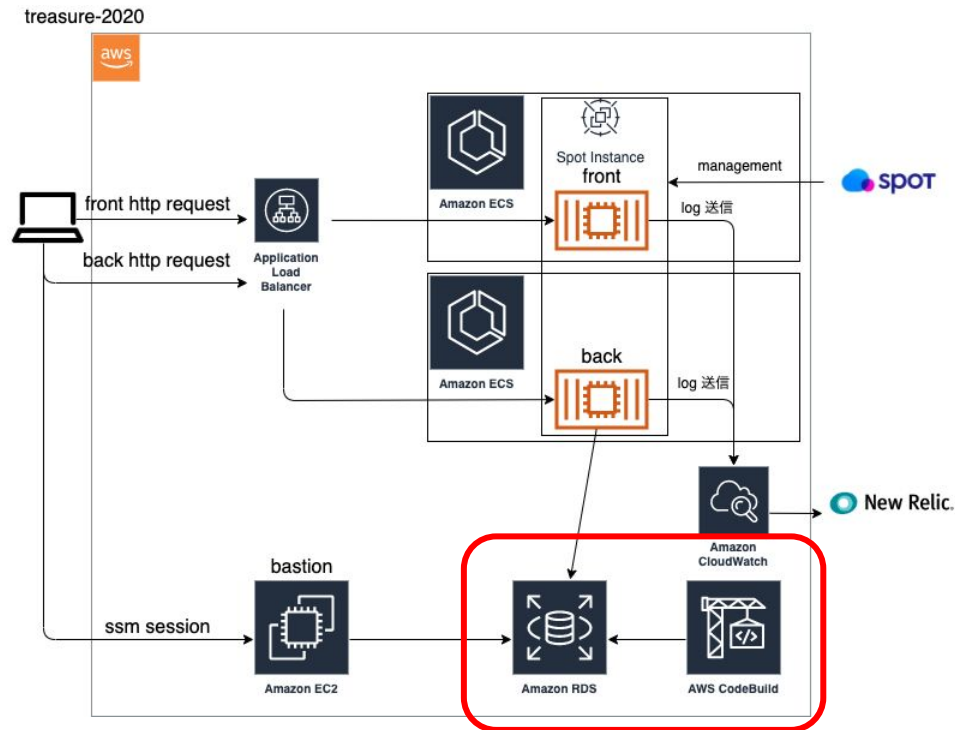 treasure-2020
aws
Spot Instance
front
Amazon ECS
management
spot
front http request
log 送信
back http request
Application
Load
Balancer
back
Amazon ECS
log 送信
New Relic.
Amazon
CloudWatch
bastion
ssm session
Amazon EC2
Amazon RDS
</>
AWS CodeBuild